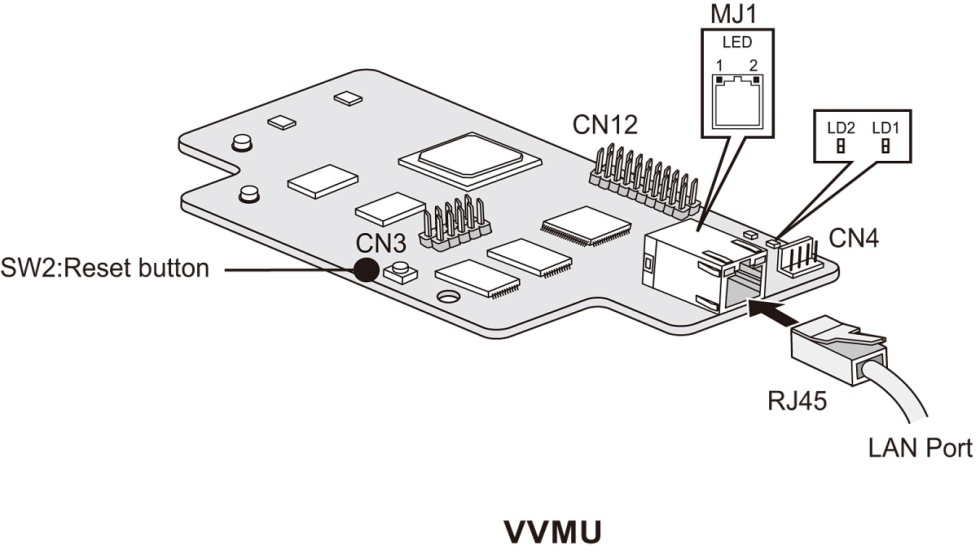 MJ1
LED
1 2
CN12
LD2 LD1
CN3
CN4
SW2:Reset button
RJ45
LAN Port
VVMU